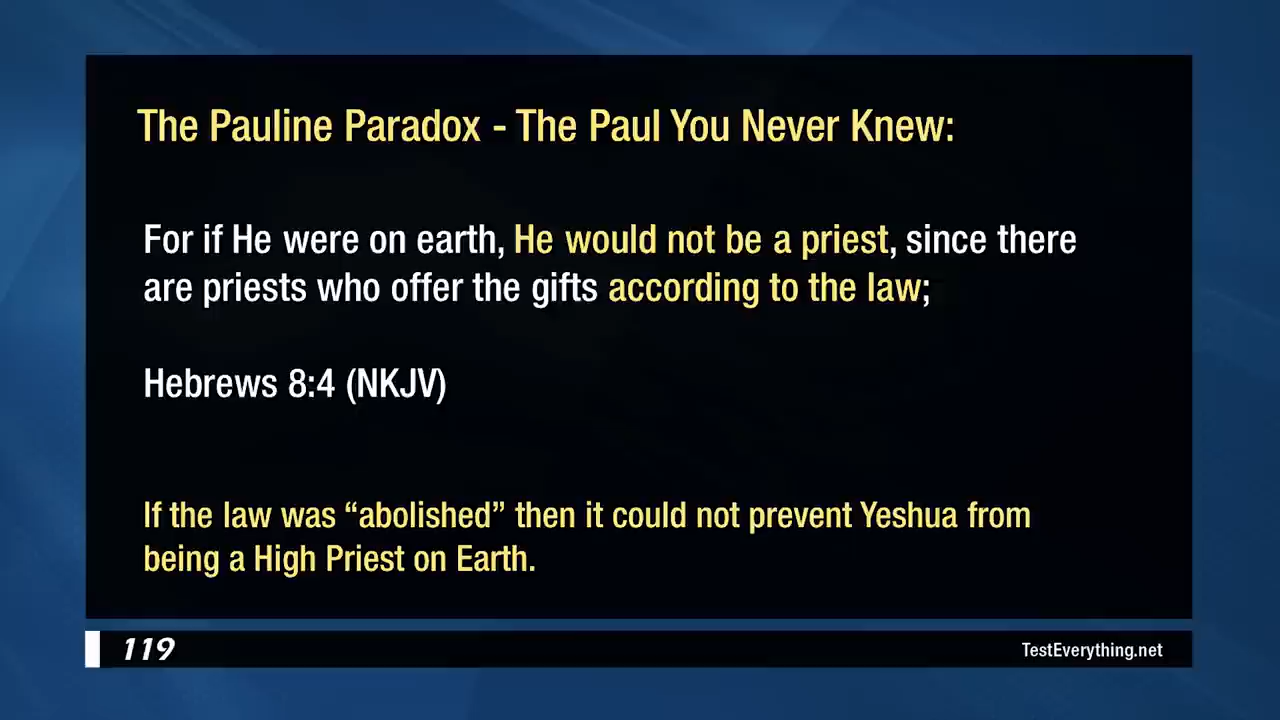 The Pauline Paradox - The Paul You Never Knew:
For if He were on earth, He would not be a priest, since there
are priests who offer the gifts according to the law;
Hebrews 8:4 (NKJV)
If the law was “abolished” then it could not prevent Yeshua from
being a High Priest on Earth.
119
TestEverything.net